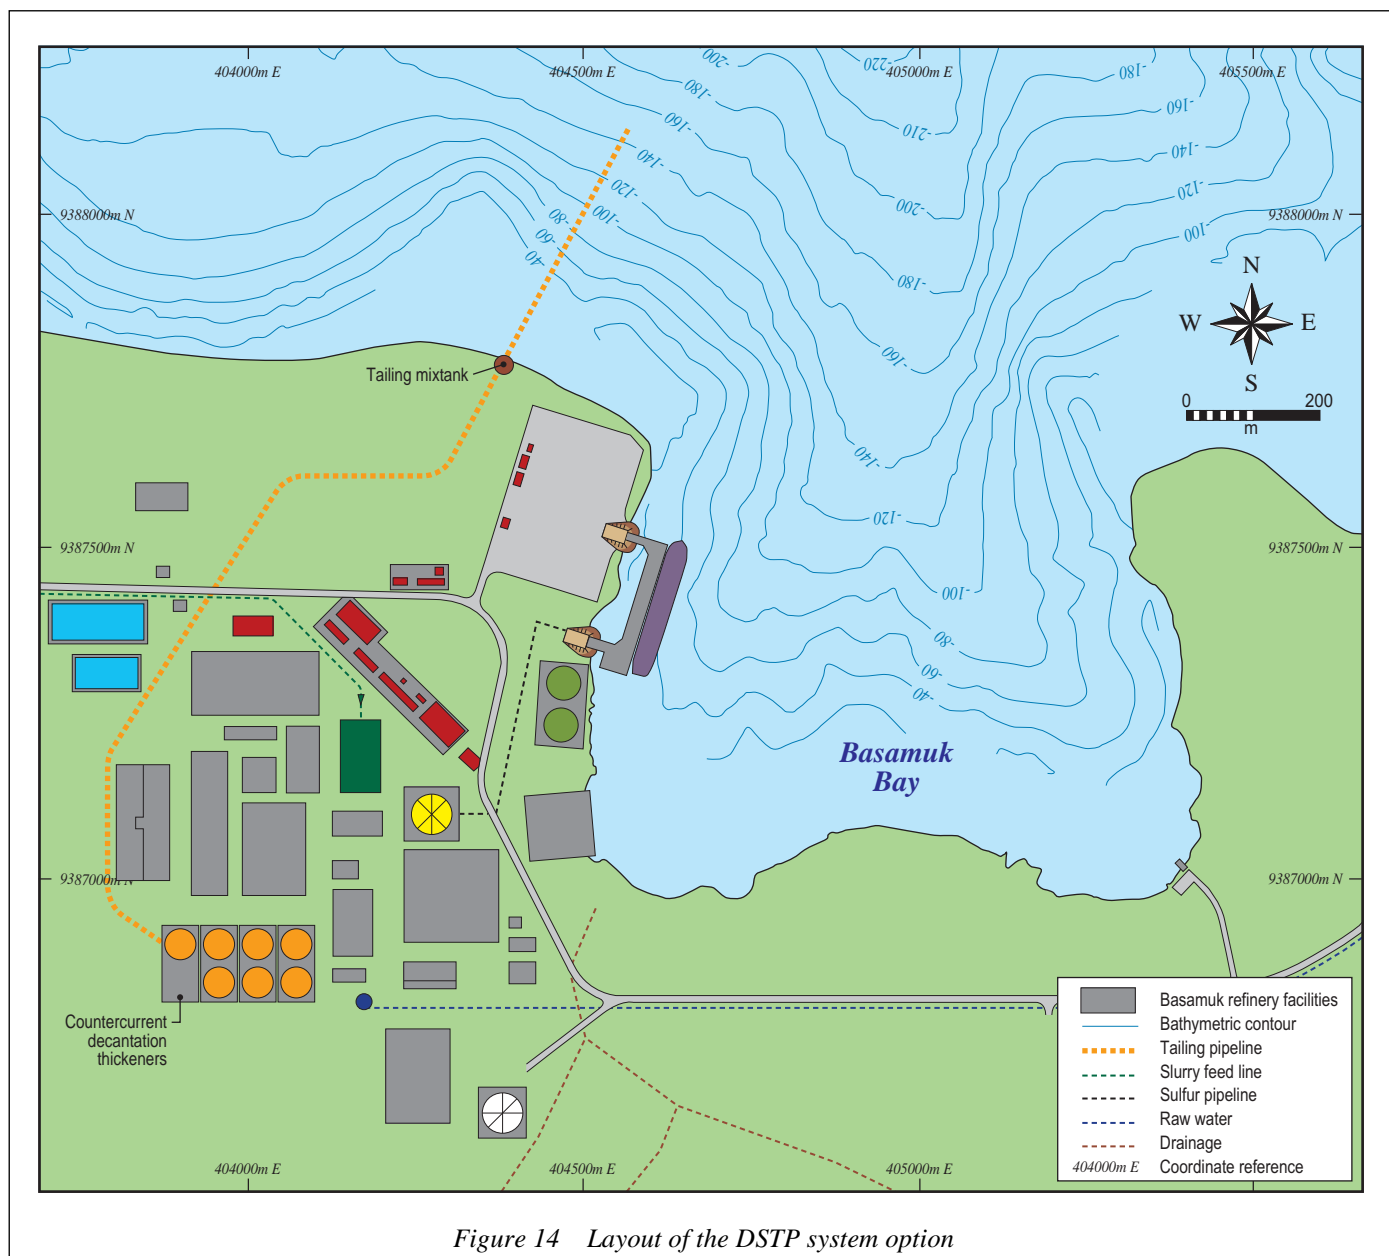 404000m E
404500m E
405000m E
405500m E
-200
-220
-180
-180
-160
-160
-210
-140
-140
-120
-120
-100
-200
-100
-80
-60
-40
-180
9388000m N
9388000m N
N
W
E
S
0
200
m
-160
Tailing mixtank
-140
-120
9387500m N
9387500m N
-100
-80
-60
-40
Basamuk
Bay
9387000m N
9387000m N
Countercurrent
decantation
thickeners
Basamuk refinery facilities
Bathymetric contour
Tailing pipeline
Slurry feed line
Sulfur pipeline
Raw water
Drainage
404000m E Coordinate reference
404000m E
404500m E
405000m E
Figure 14 Layout of the DSTP system option